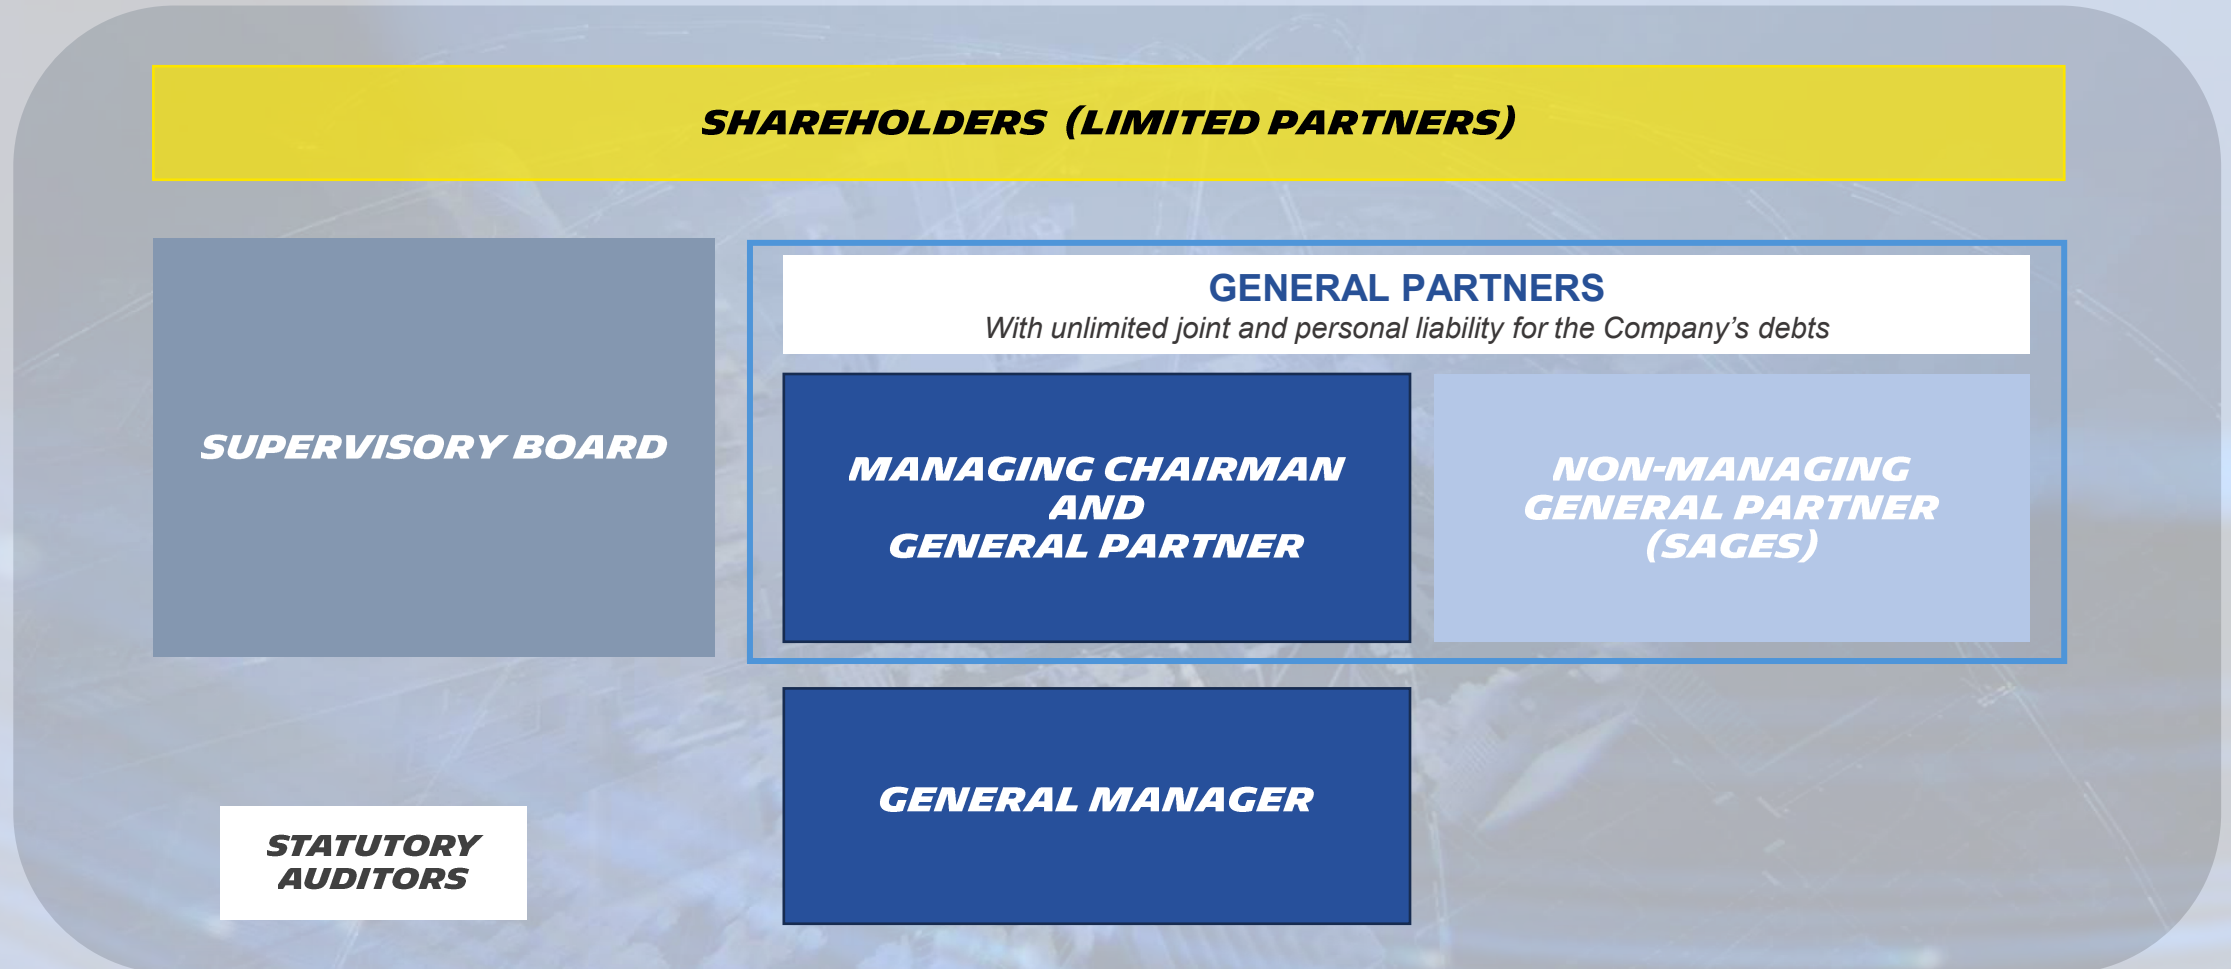 SHAREHOLDERS (LIMITED PARTNERS)
SUPERVISORY BOARD
GENERAL PARTNERS
With unlimited joint and personal liability for the Company’s debts
MANAGING CHAIRMAN
AND
GENERAL PARTNER
NON-MANAGING
GENERAL PARTNER
(SAGES)
GENERAL MANAGER
STATUTORY
AUDITORS